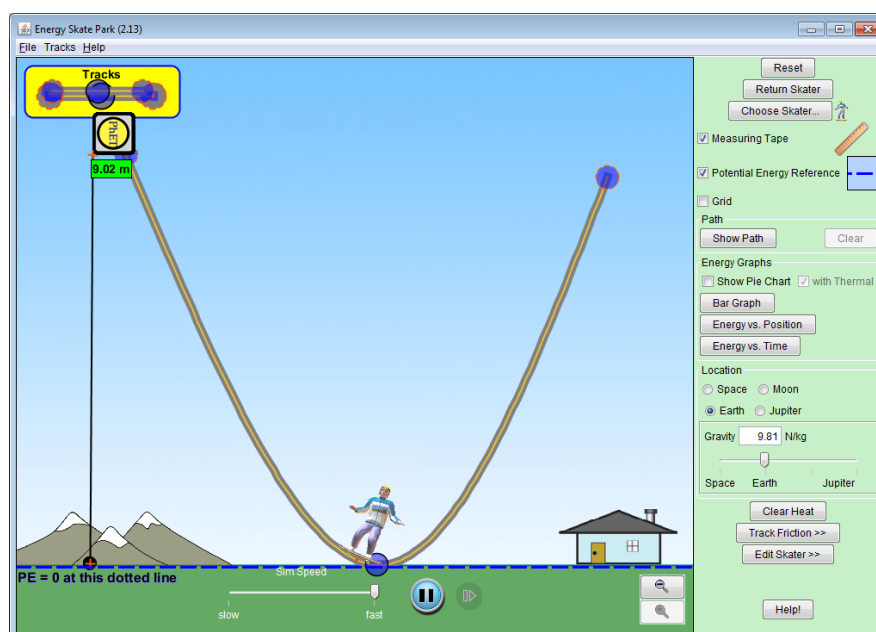 Energy Skate Park (2.13)
File Tracks Help
Tracks
PhET
9.02 m
PE = 0 at this dotted line
Sim Speed
slow
fast
Reset
Return Skater
Choose Skater...
Measuring Tape
Potential Energy Reference
Grid
Path
Show Path
Clear
Energy Graphs
Show Pie Chart
with Thermal
Bar Graph
Energy vs. Position
Energy vs. Time
Location
Space
Moon
Earth
Jupiter
Gravity 9.81 N/kg
Space Earth Jupiter
Clear Heat
Track Friction >>
Edit Skater >>
Help!